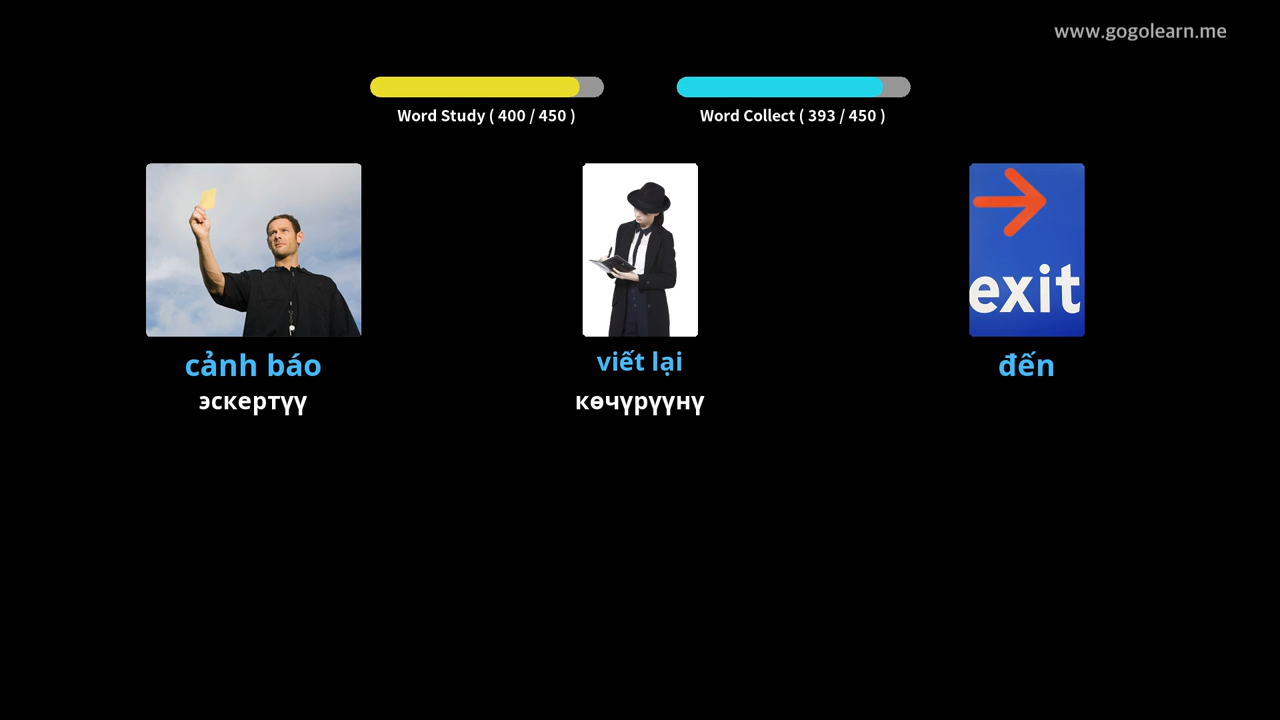 www.gogolearn.me
Word Study ( 400 / 450 )
Word Collect ( 393 / 450 )
exit
cảnh báo
viết lại
đến
эскертүү
көчүрүүнү